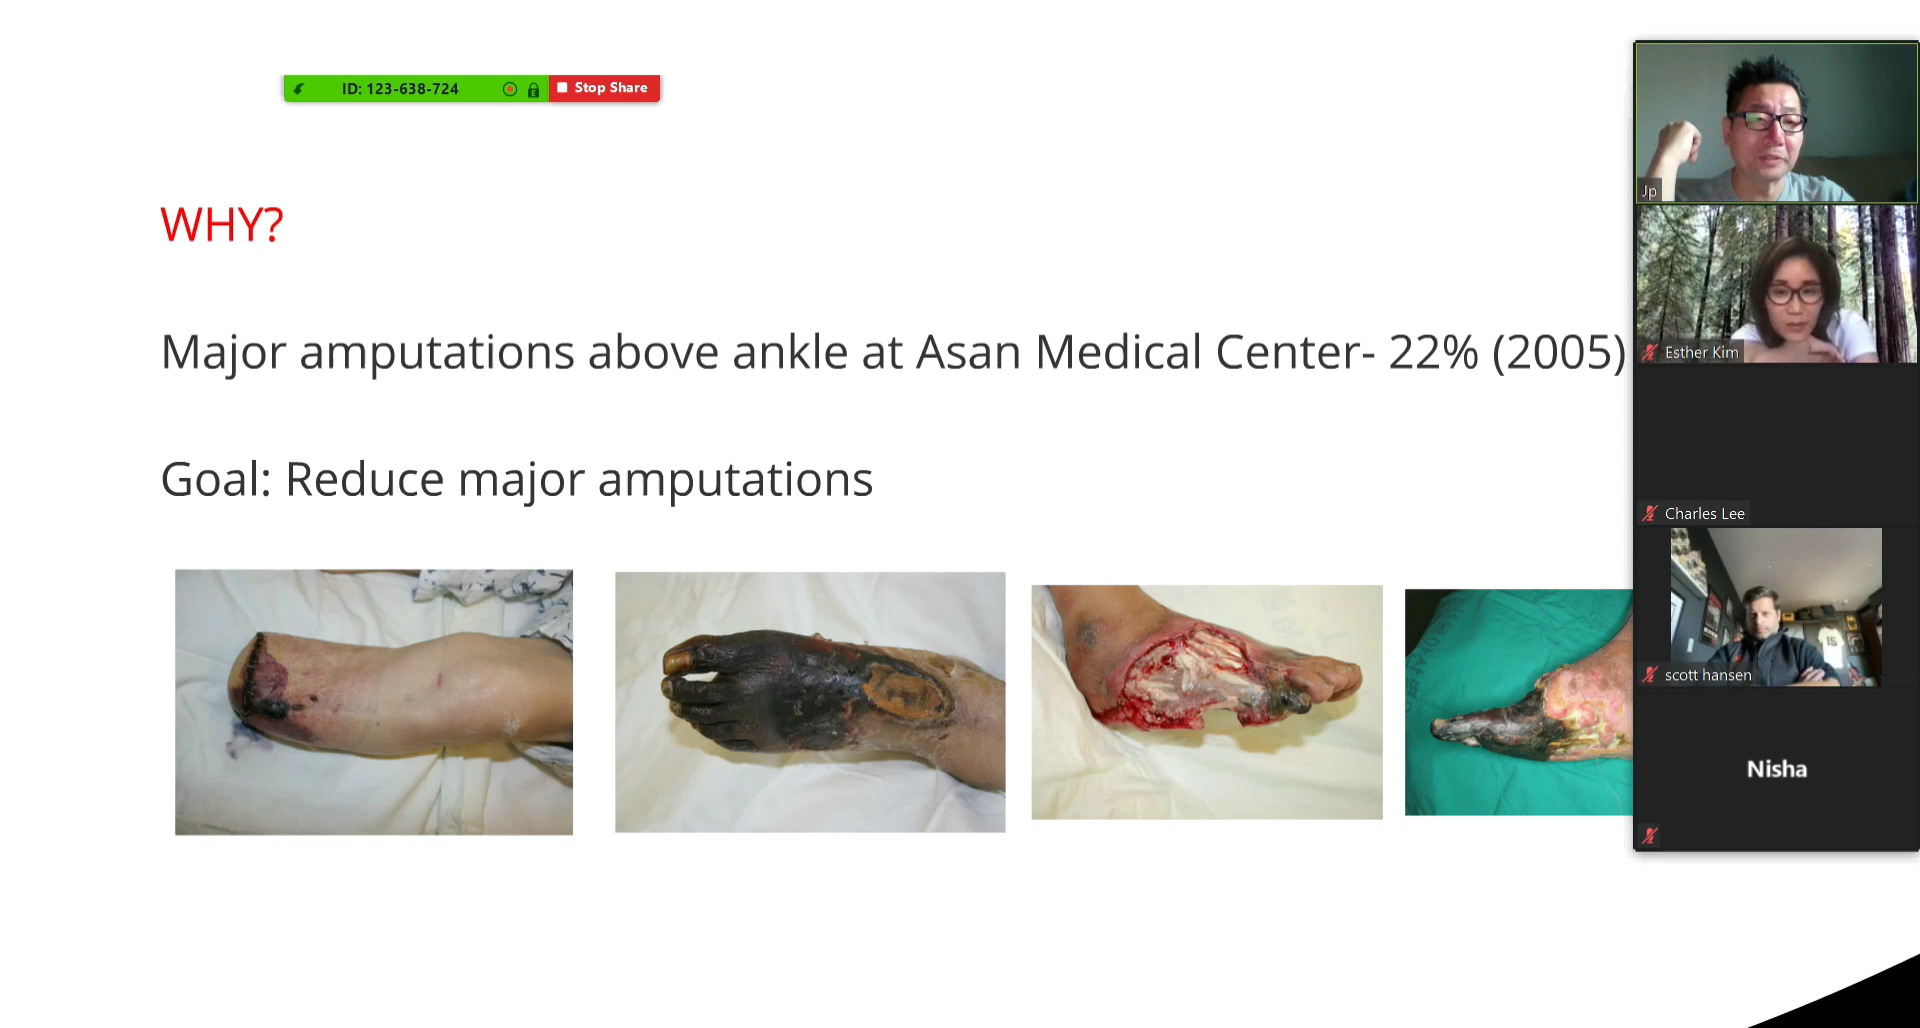 ID: 123-638-724
Stop Share
WHY?
Major amputations above ankle at Asan Medical Center- 22% (2005)
Goal: Reduce major amputations
Jp
Esther Kim
Charles Lee
15
scott hansen
Nisha